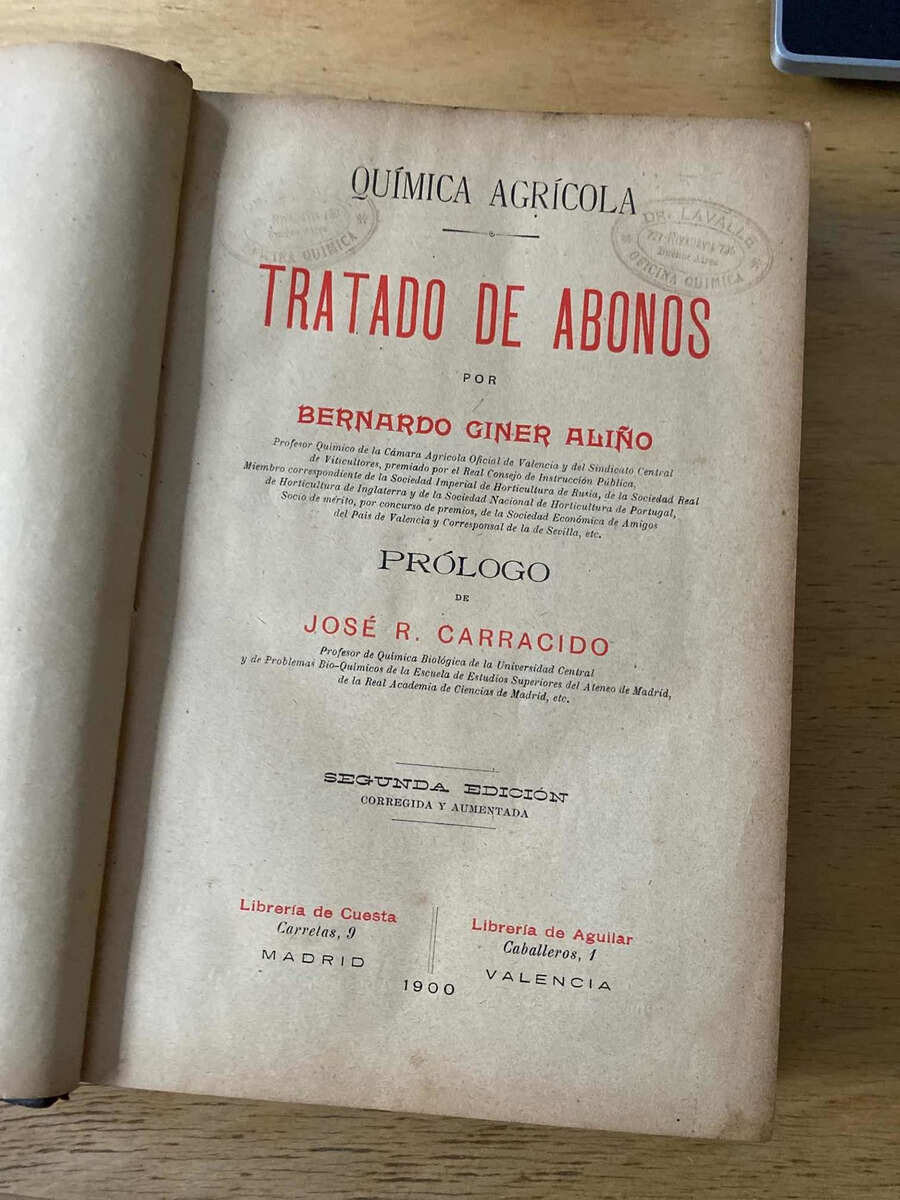 QUÍMICA AGRÍCOLA
DR. LAVALLE
Buenos Aires
OFICINA QUIMICA
QUIMICA
TRATADO DE ABONOS
POR
BERNARDO GINER ALIÑO
Profesor Químico de la Cámara Agrícola Oficial de Valencia y del Sindicato Central
de Viticultores, premiado por el Real Consejo de Instrucción Pública,
Miembro correspondiente de la Sociedad Imperial de Horticultura de Rusia, de la Sociedad Real
de Horticultura de Inglaterra y de la Sociedad Nacional de Horticultura de Portugal,
Socio de mérito, por concurso de premios, de la Sociedad Económica de Amigos
del País de Valencia y Corresponsal de la de Sevilla, etc.
PRÓLOGO
DE
JOSÉ R. CARRACIDO
Profesor de Química Biológica de la Universidad Central
y de Problemas Bio-Químicos de la Escuela de Estudios Superiores del Ateneo de Madrid,
de la Real Academia de Ciencias de Madrid, etc.
SEGUNDA EDICIÓN
CORREGIDA Y AUMENTADA
Librería de Cuesta
Carretas, 9
MADRID
Librería de Aguilar
Caballeros, 1
VALENCIA
1900